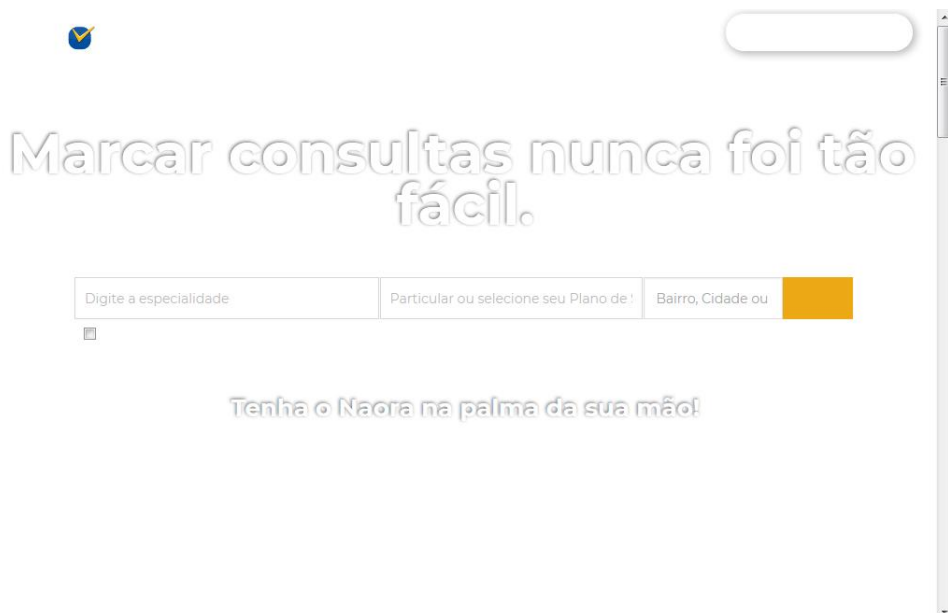 Marcar consultas nunca foi tão
fácil.
Digite a especialidade
Particular ou selecione seu Plano de
Bairro, Cidade ou
Tenha o Naora na palma da sua mão!